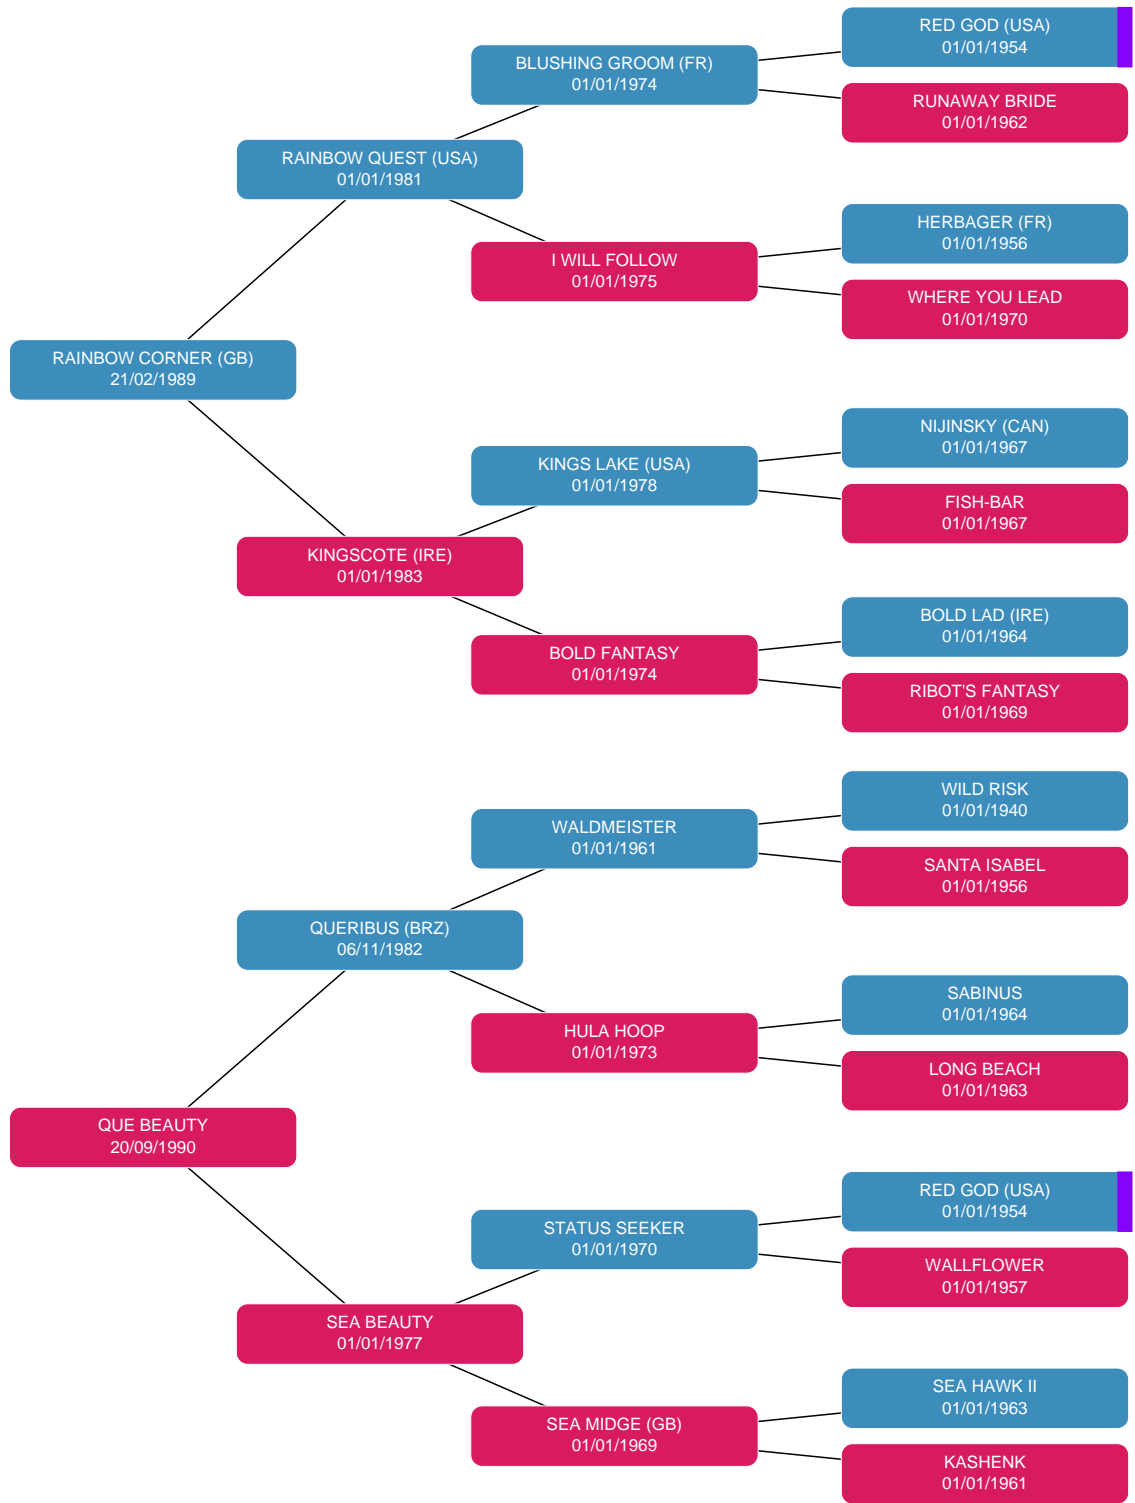 RED GOD (USA)
01/01/1954
BLUSHING GROOM (FR)
01/01/1974
RUNAWAY BRIDE
01/01/1962
RAINBOW QUEST (USA)
01/01/1981
HERBAGER (FR)
01/01/1956
I WILL FOLLOW
01/01/1975
WHERE YOU LEAD
01/01/1970
RAINBOW CORNER (GB)
21/02/1989
NIJINSKY (CAN)
01/01/1967
KINGS LAKE (USA)
01/01/1978
FISH-BAR
01/01/1967
KINGSCOTE (IRE)
01/01/1983
BOLD LAD (IRE)
01/01/1964
BOLD FANTASY
01/01/1974
RIBOT'S FANTASY
01/01/1969
WILD RISK
01/01/1940
WALDMEISTER
01/01/1961
SANTA ISABEL
01/01/1956
QUERIBUS (BRZ)
06/11/1982
SABINUS
01/01/1964
HULA HOOP
01/01/1973
LONG BEACH
01/01/1963
QUE BEAUTY
20/09/1990
RED GOD (USA)
01/01/1954
STATUS SEEKER
01/01/1970
WALLFLOWER
01/01/1957
SEA BEAUTY
01/01/1977
SEA HAWK II
01/01/1963
SEA MIDGE (GB)
01/01/1969
KASHENK
01/01/1961